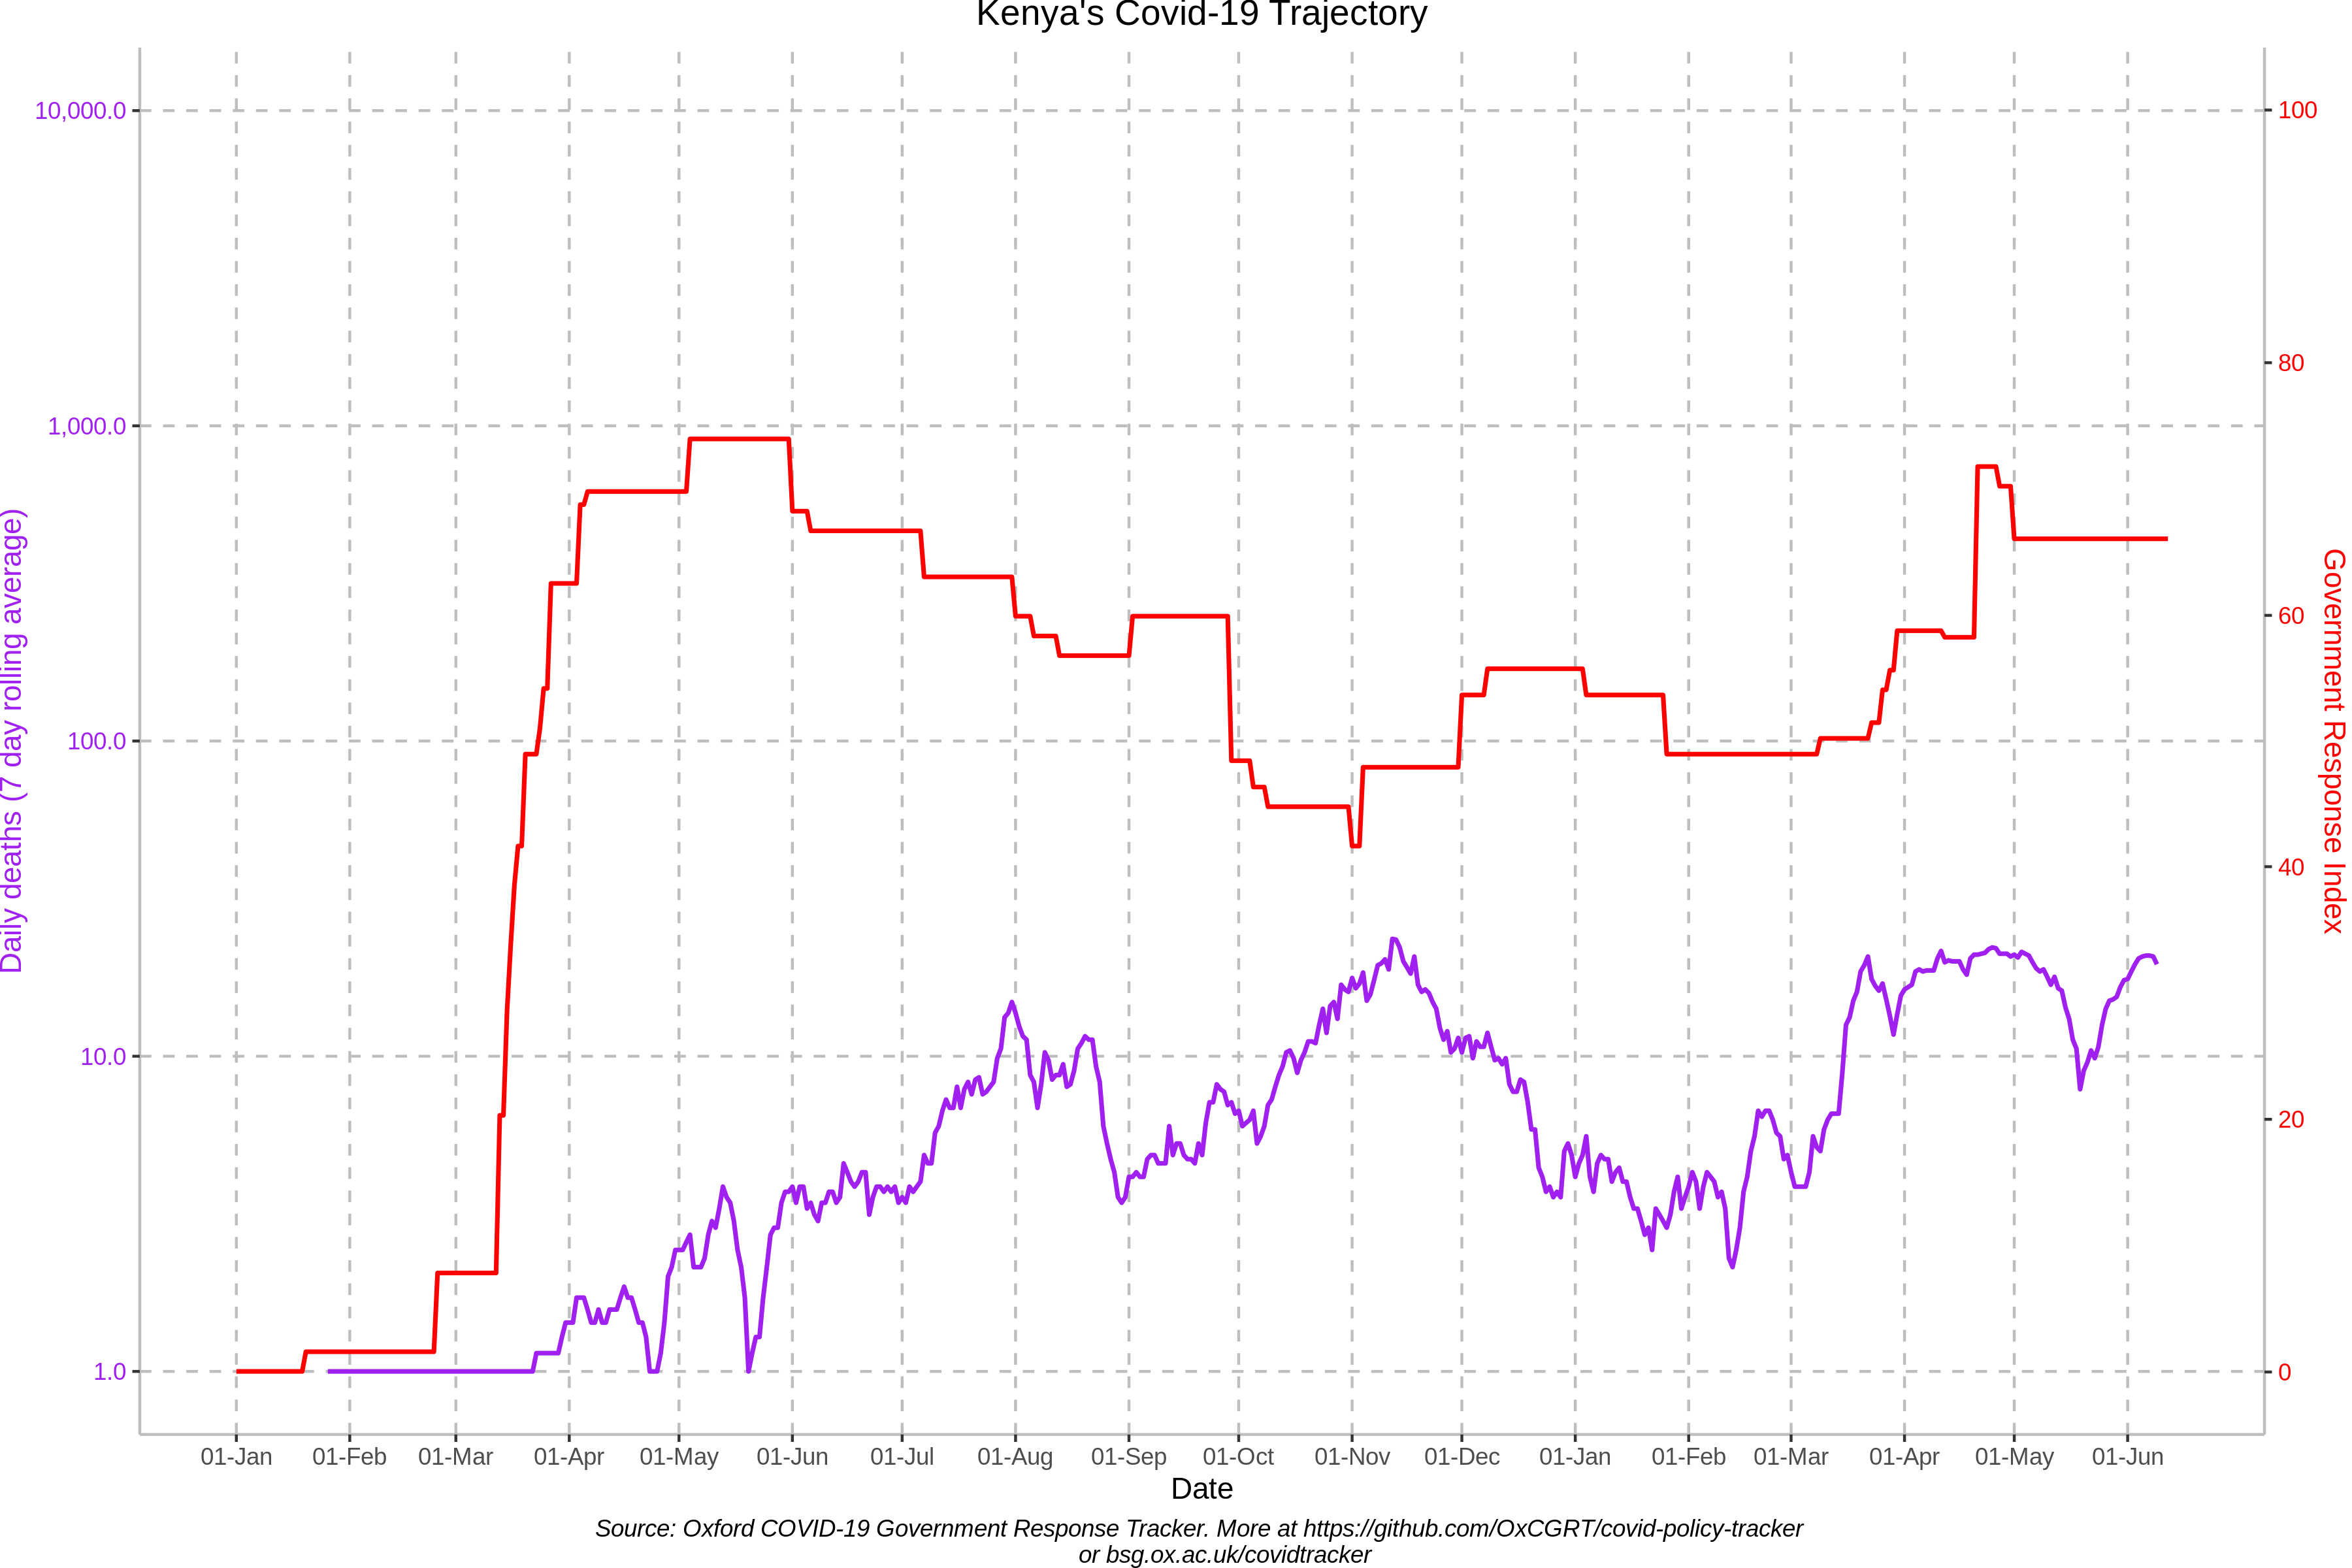 Kenya's Covid-19 Trajectory
10,000.0
1,000.0
100.0
10.0
1.0
Daily deaths (7 day rolling average)
100
80
60
40
20
0
Government Response Index
01-Jan 01-Feb 01-Mar 01-Apr 01-May 01-Jun 01-Jul 01-Aug 01-Sep 01-Oct 01-Nov 01-Dec 01-Jan 01-Feb 01-Mar 01-Apr 01-May 01-Jun
Date
Source: Oxford COVID-19 Government Response Tracker. More at https://github.com/OxCGRT/covid-policy-tracker
or bsg.ox.ac.uk/covidtracker